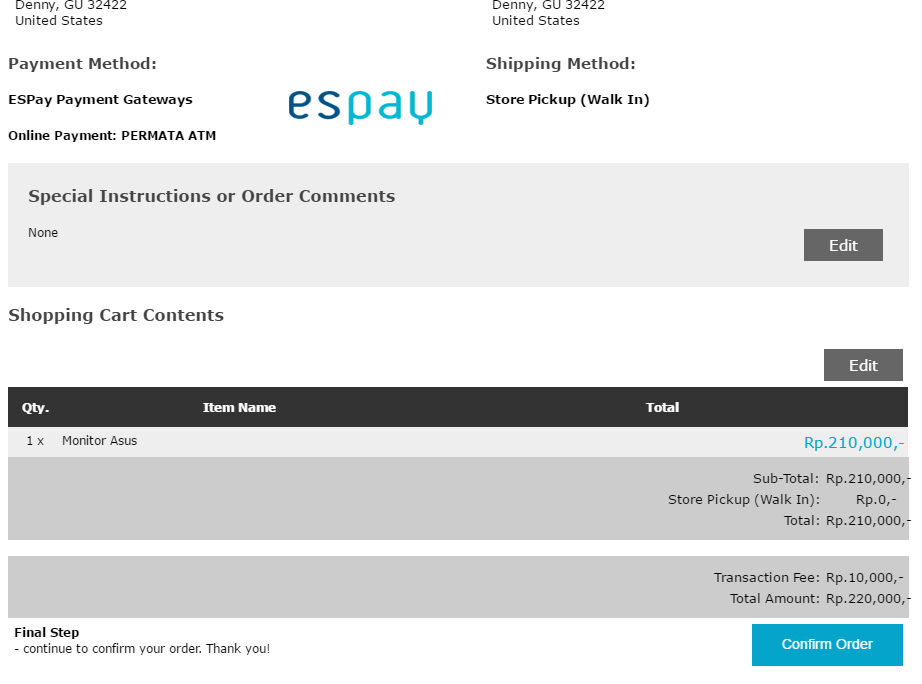 Denny, GU 32422
Denny, GU 32422
United States
United States
Payment Method:
Shipping Method:
ESPay Payment Gateways
espay
Store Pickup (Walk In)
Online Payment: PERMATA ATM
Special Instructions or Order Comments
None
Edit
Shopping Cart Contents
Edit
Qty. Item Name Total
1 x Monitor Asus Rp.210,000,-
Sub-Total: Rp.210,000,-
Store Pickup (Walk In): Rp.0,-
Total: Rp.210,000,-
Transaction Fee: Rp.10,000,-
Total Amount: Rp.220,000,-
Final Step
- continue to confirm your order. Thank you!
Confirm Order